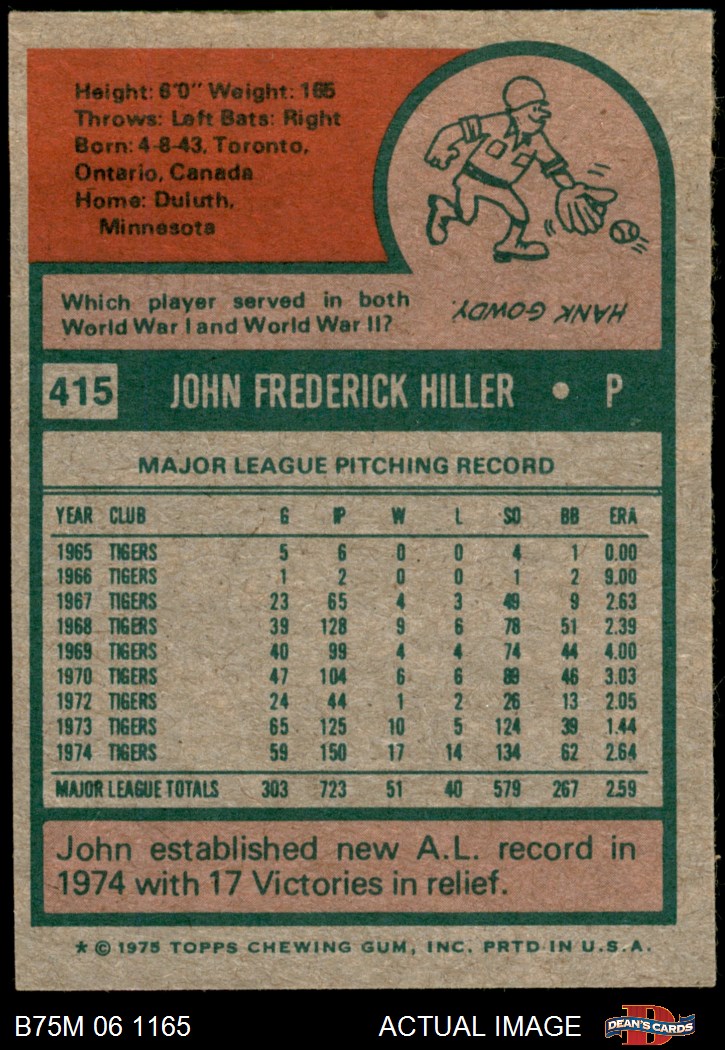 Height: 6'0" Weight: 165
Throws: Left Bats: Right
Born: 4-8-43, Toronto,
Ontario, Canada
Home: Duluth,
Minnesota
Which player served in both
World War I and World War II?
HANK GOWDY.
415 JOHN FREDERICK HILLER • P
MAJOR LEAGUE PITCHING RECORD
YEAR CLUB G IP W L SO BB ERA
1965 TIGERS 5 6 0 0 4 1 0.00
1966 TIGERS 1 2 0 0 1 2 9.00
1967 TIGERS 23 65 4 3 49 9 2.63
1968 TIGERS 39 128 9 6 78 51 2.39
1969 TIGERS 40 99 4 4 74 44 4.00
1970 TIGERS 47 104 6 6 89 46 3.03
1972 TIGERS 24 44 1 2 26 13 2.05
1973 TIGERS 65 125 10 5 124 39 1.44
1974 TIGERS 59 150 17 14 134 62 2.64
MAJOR LEAGUE TOTALS 303 723 51 40 579 267 2.59
John established new A.L. record in
1974 with 17 Victories in relief.
* © 1975 TOPPS CHEWING GUM, INC. PRTD IN U.S.A.
B75M 06 1165 ACTUAL IMAGE D DEAN'S CARDS